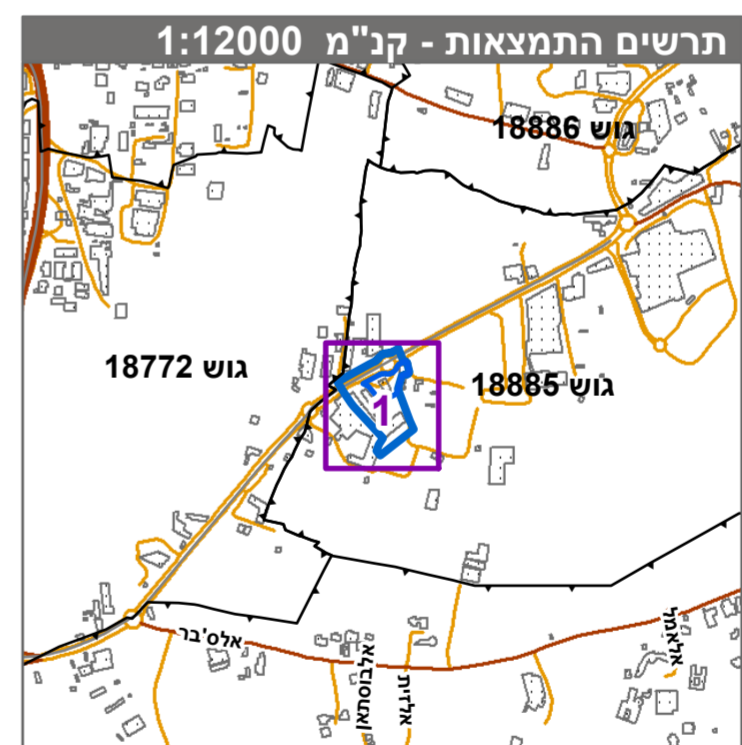 תרשים התמצאות - קנ"מ 1:12000
גוש 18886
גוש 18772
גוש 18885
1
אלס'בר
אלבוסתאן
אלזית
אלאמל